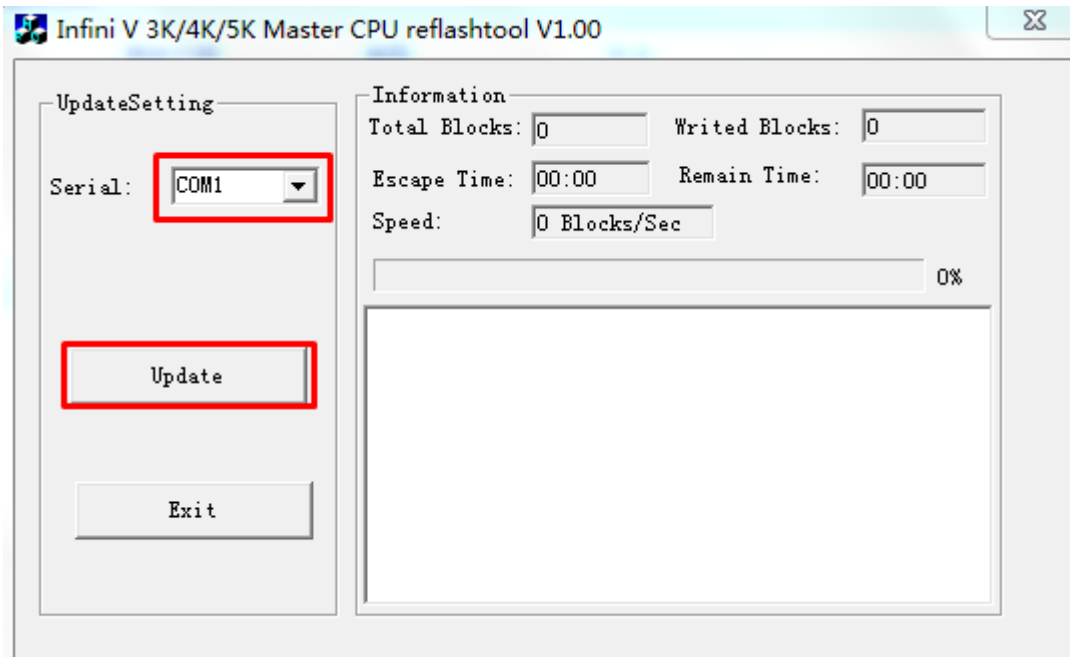 Infini V 3K/4K/5K Master CPU reflashtool V1.00
UpdateSetting
Serial: COM1
Update
Exit
Information
Total Blocks: 0 Writed Blocks: 0
Escape Time: 00:00 Remain Time: 00:00
Speed: 0 Blocks/Sec
0%